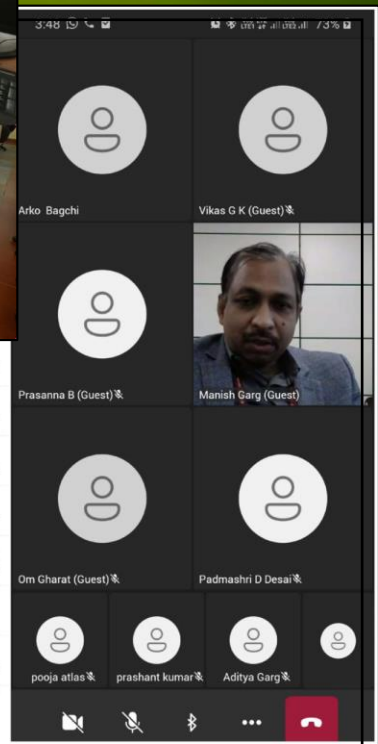 3:48 73%
Arko Bagchi Vikas G K (Guest)
Prasanna B (Guest) Manish Garg (Guest)
Om Gharat (Guest) Padmashri D Desai
pooja atlas prashant kumar Aditya Garg